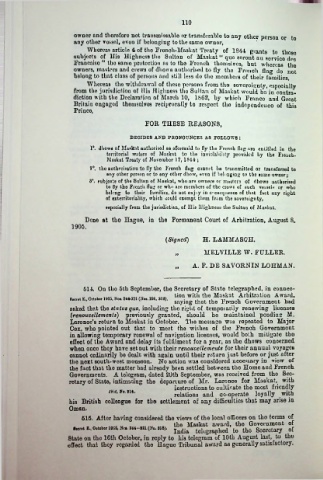 110
owner and therefore not transmissible or transferable to any other person or to
any other vessel, even if belonging to the same owner,
Whereas article 4 of the French-Maskat Treaty of 1844 grants to those
subjects of His Highness the Sultan of Maskat "qui seront au service des
Français" the same protection as to the French themselves, but whereas the
owners, masters and crews of dhows authorised to fly the French flag do not
belong to that class of persons and still less do the members of their families,
Whereas the withdrawal of these persons from the sovereignty, especially
from the jurisdiction of His Highness the Sultan of Maskat would be in contra-
diction with the Declaration of March 10, 1862, by which France and Great
Britain engaged themselves reciprocally to respect the independence of this
Prince,
FOR THESE REASONS,
DECIDES AND PRONOUNCES AS FOLLOWS:
1°. dhows of Maskat authorised as aforesaid to fly the French flag are entitled in the
territorial waters of Maskat to the inviolability provided by the French-
Maskat Treaty of November 17, 1844;
2°. the authorisation to fly the French flag cannot be transmitted or transferred to
any other person or to any other dhow, even if belonging to the same owner;
3°. subjects of the Sultan of Maskat, who are owners or masters of dhows authorised
to fly the French flag or who are members of the crews of such vessels or who
belong to their families, do not enjoy in consequence of that fact any right
of exterritoriality, which could exempt them from the sovereignty,
especially from the jurisdiction, of His Highness the Sultan of Maskat.
Done at the Hague, in the Permanent Court of Arbitration, August 8,
1905.
(Signed) H. LAMMASCH.
„ MELVILLE W. FULLER.
„ A. F. DE SAVORNIN LOHMAN.
514. On the 5th September, the Secretary of State telegraphed, in connex-
ion with the Maskat Arbitration Award,
saying that the French Government had
asked that the status quo, including the right of temporarily renewing licenses
previously granted, should be maintained pending M.
Laronce's return to Maskat in October. The message was repeated to Major
Cox, who pointed out that to meet the wishes of the French Government
in allowing temporary renewal of navigation licenses, would both mitigate the
effect of the Award and delay its fulfilment for a year, as the dhows concerned
when once they have set out with their renouvellements for their annual voyages
cannot ordinarily be dealt with again until their return just before or just after
the next south-west monsoon. No action was considered necessary in view of
the fact that the matter had already been settled between the Home and French
Governments. A telegram, dated 19th September, was received from the Sec-
retary of State, intimating the departure of Mr. Laronce for Maskat, with
instructions to cultivate the most friendly
relations and co-operate loyally with
his British colleague for the settlement of any difficulties that may arise in
Oman.
515. After having considered the views of the local officers on the terms of
the Maskat award, the Government of
India telegraphed to the Secretary of
State on the 16th October, in reply to his telegram of 19th August last, to the
effect that they regarded the Hague Tribunal award as generally satisfactory.